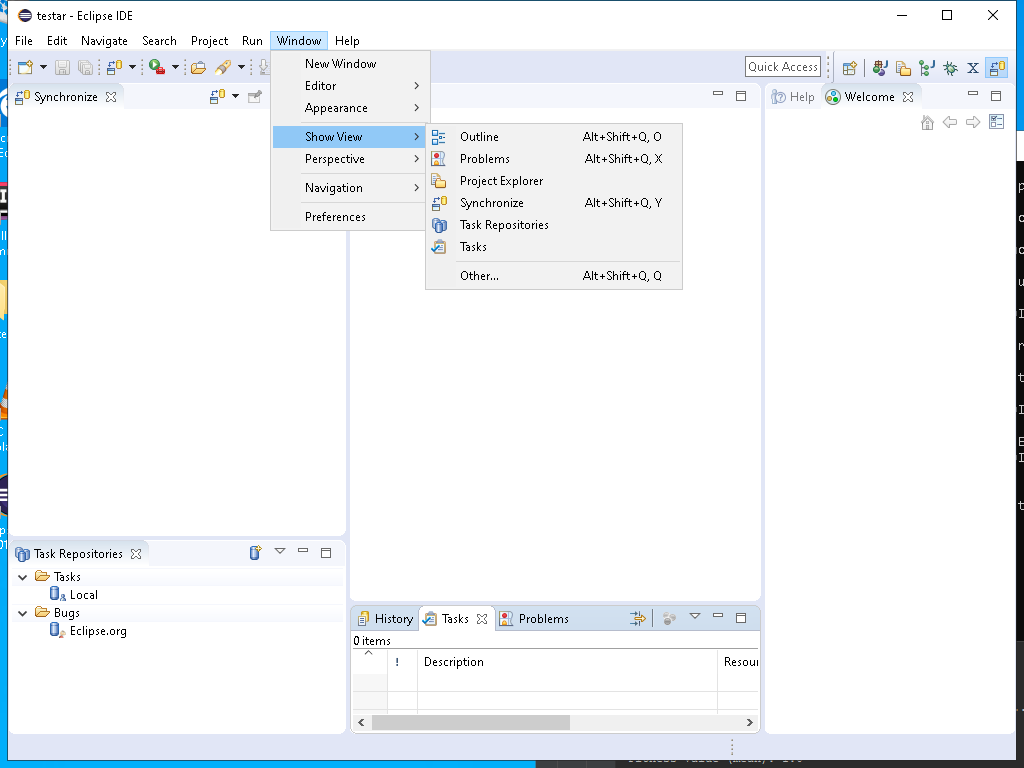 testar - Eclipse IDE
File Edit Navigate Search Project Run Window Help
Quick Access
Synchronize
Help Welcome
New Window
Editor
Appearance
Show View
Perspective
Navigation
Preferences
Outline Alt+Shift+Q, O
Problems Alt+Shift+Q, X
Project Explorer
Synchronize Alt+Shift+Q, Y
Task Repositories
Tasks
Other... Alt+Shift+Q, Q
Task Repositories
Tasks
Local
Bugs
Eclipse.org
History Tasks Problems
0 items
! Description Resour